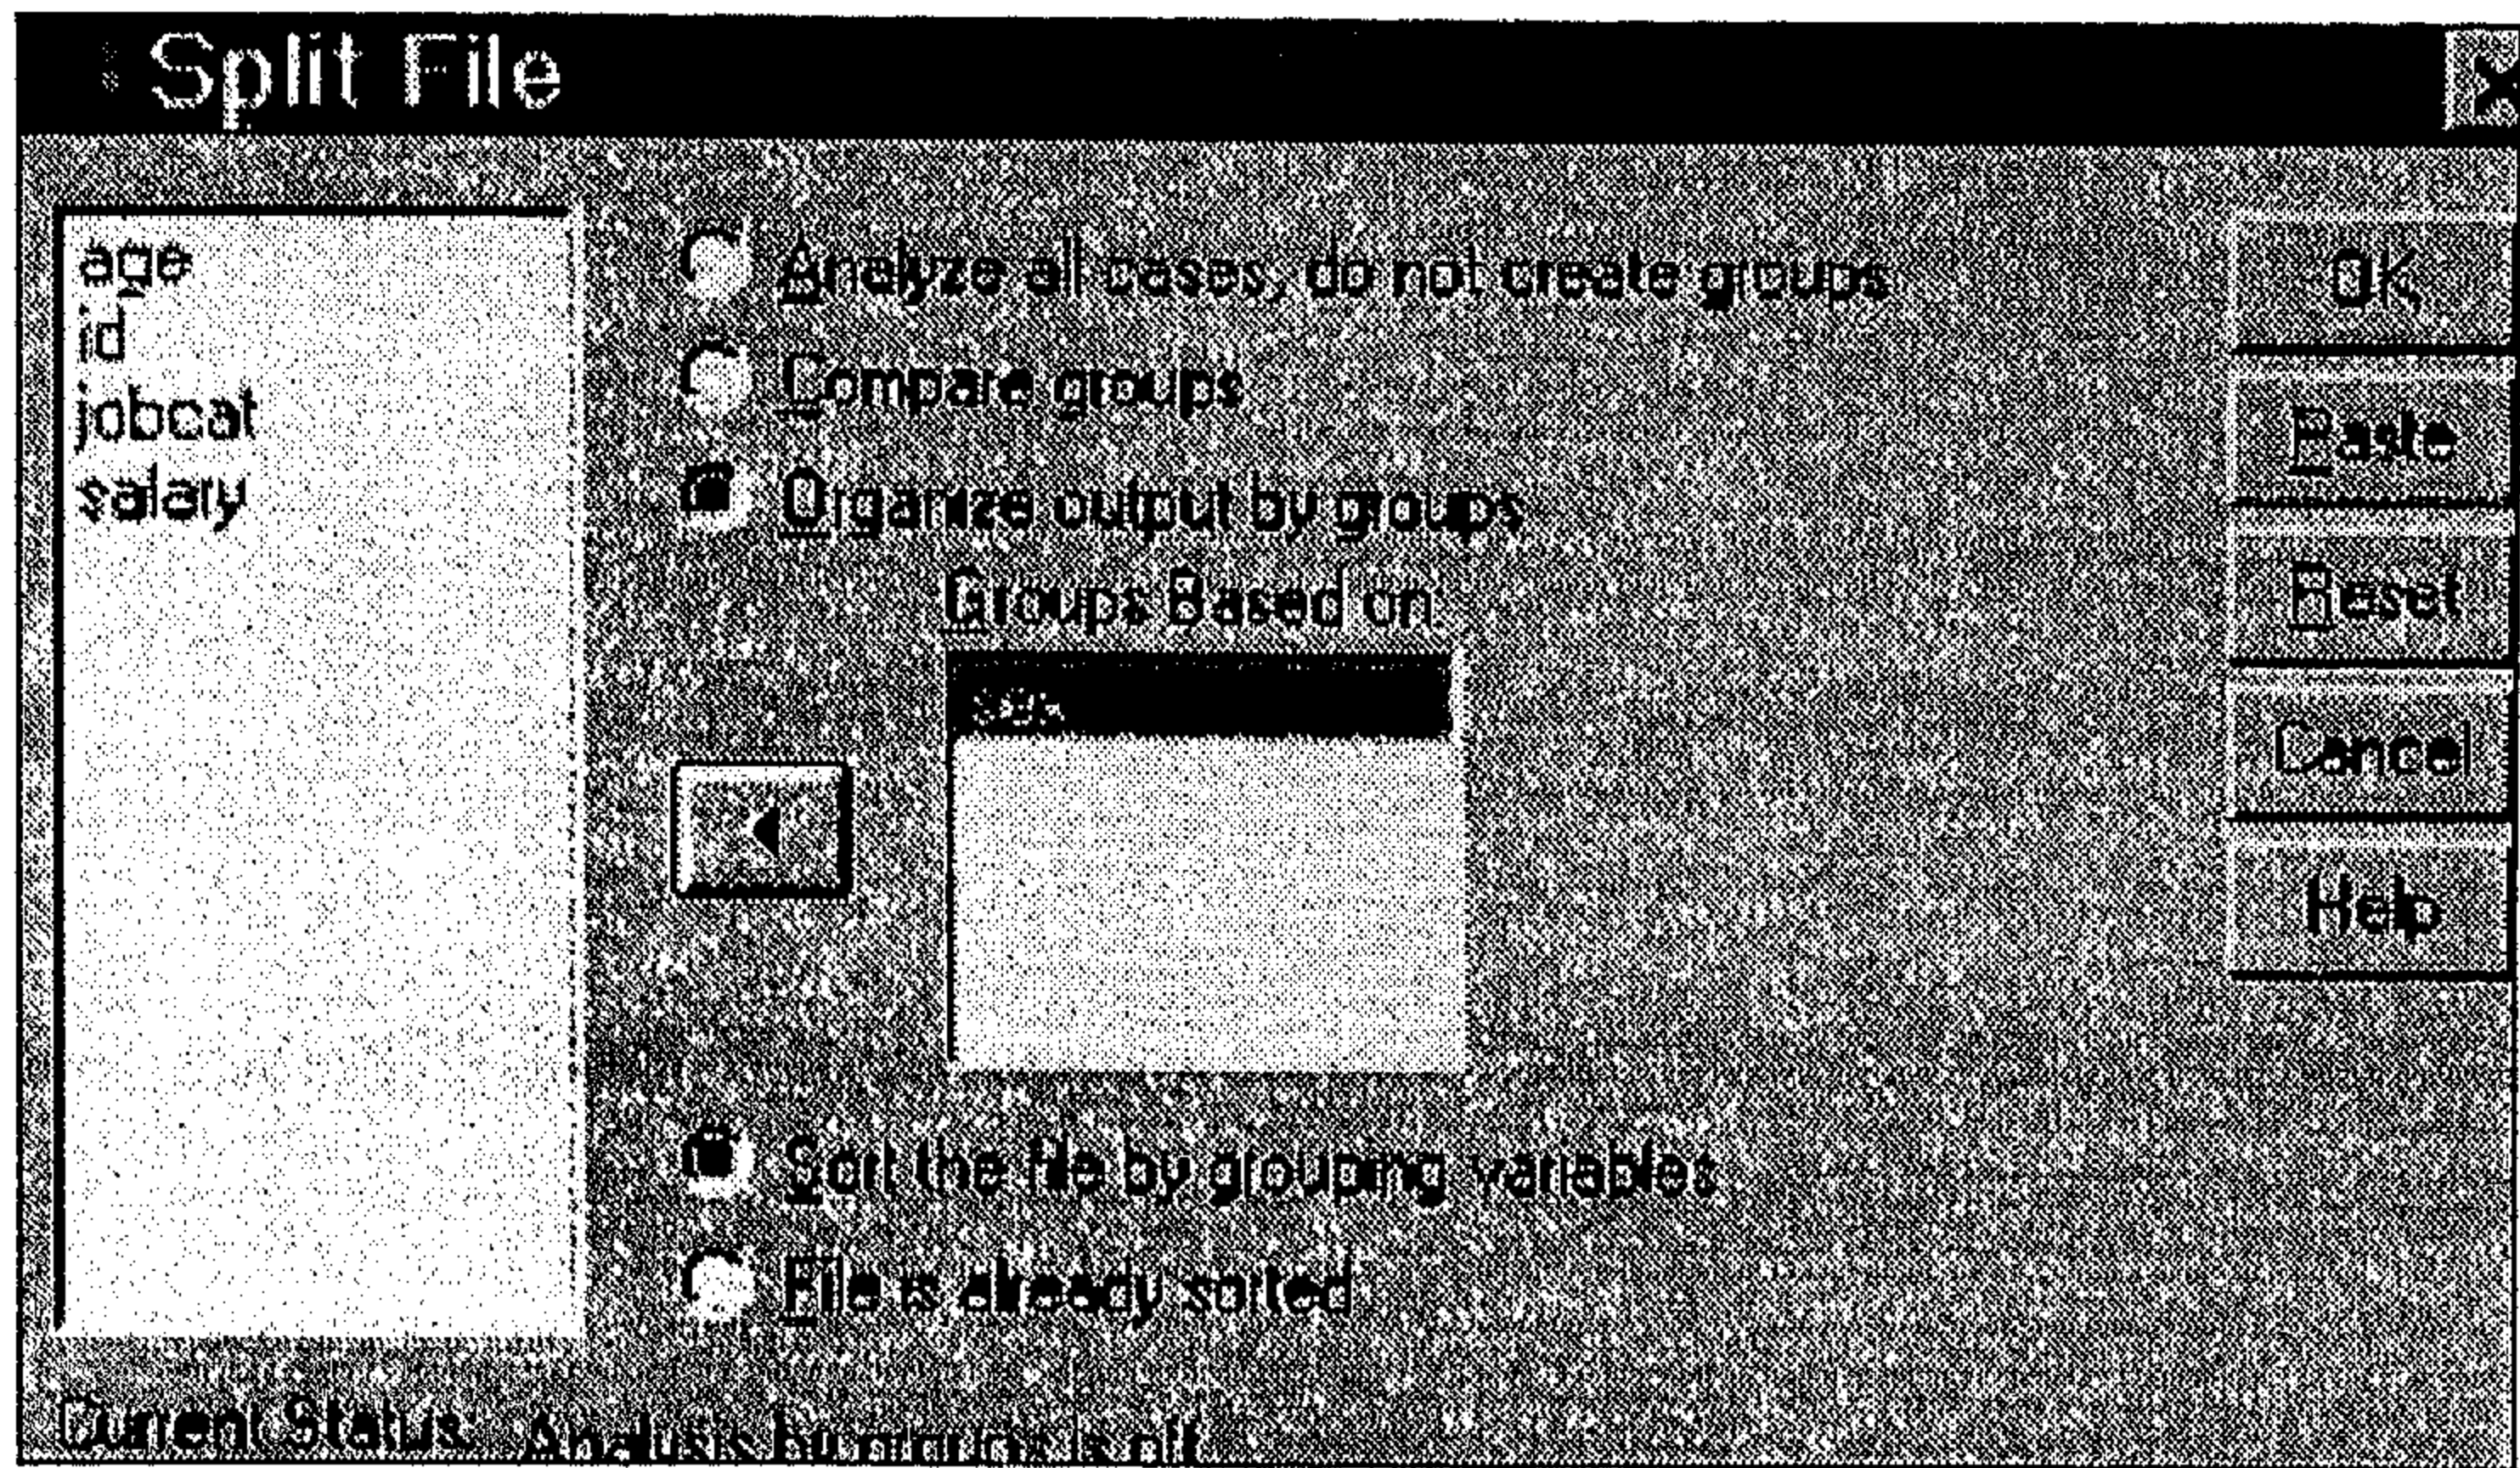 Split File
age
id
jobcat
salary
Analyze all cases, do not create groups
Compare groups
Organize output by groups
Groups Based on
sex
Sort the file by grouping variables
File is already sorted
OK
Paste
Reset
Cancel
Help
Current Status: Analysis by groups is off.